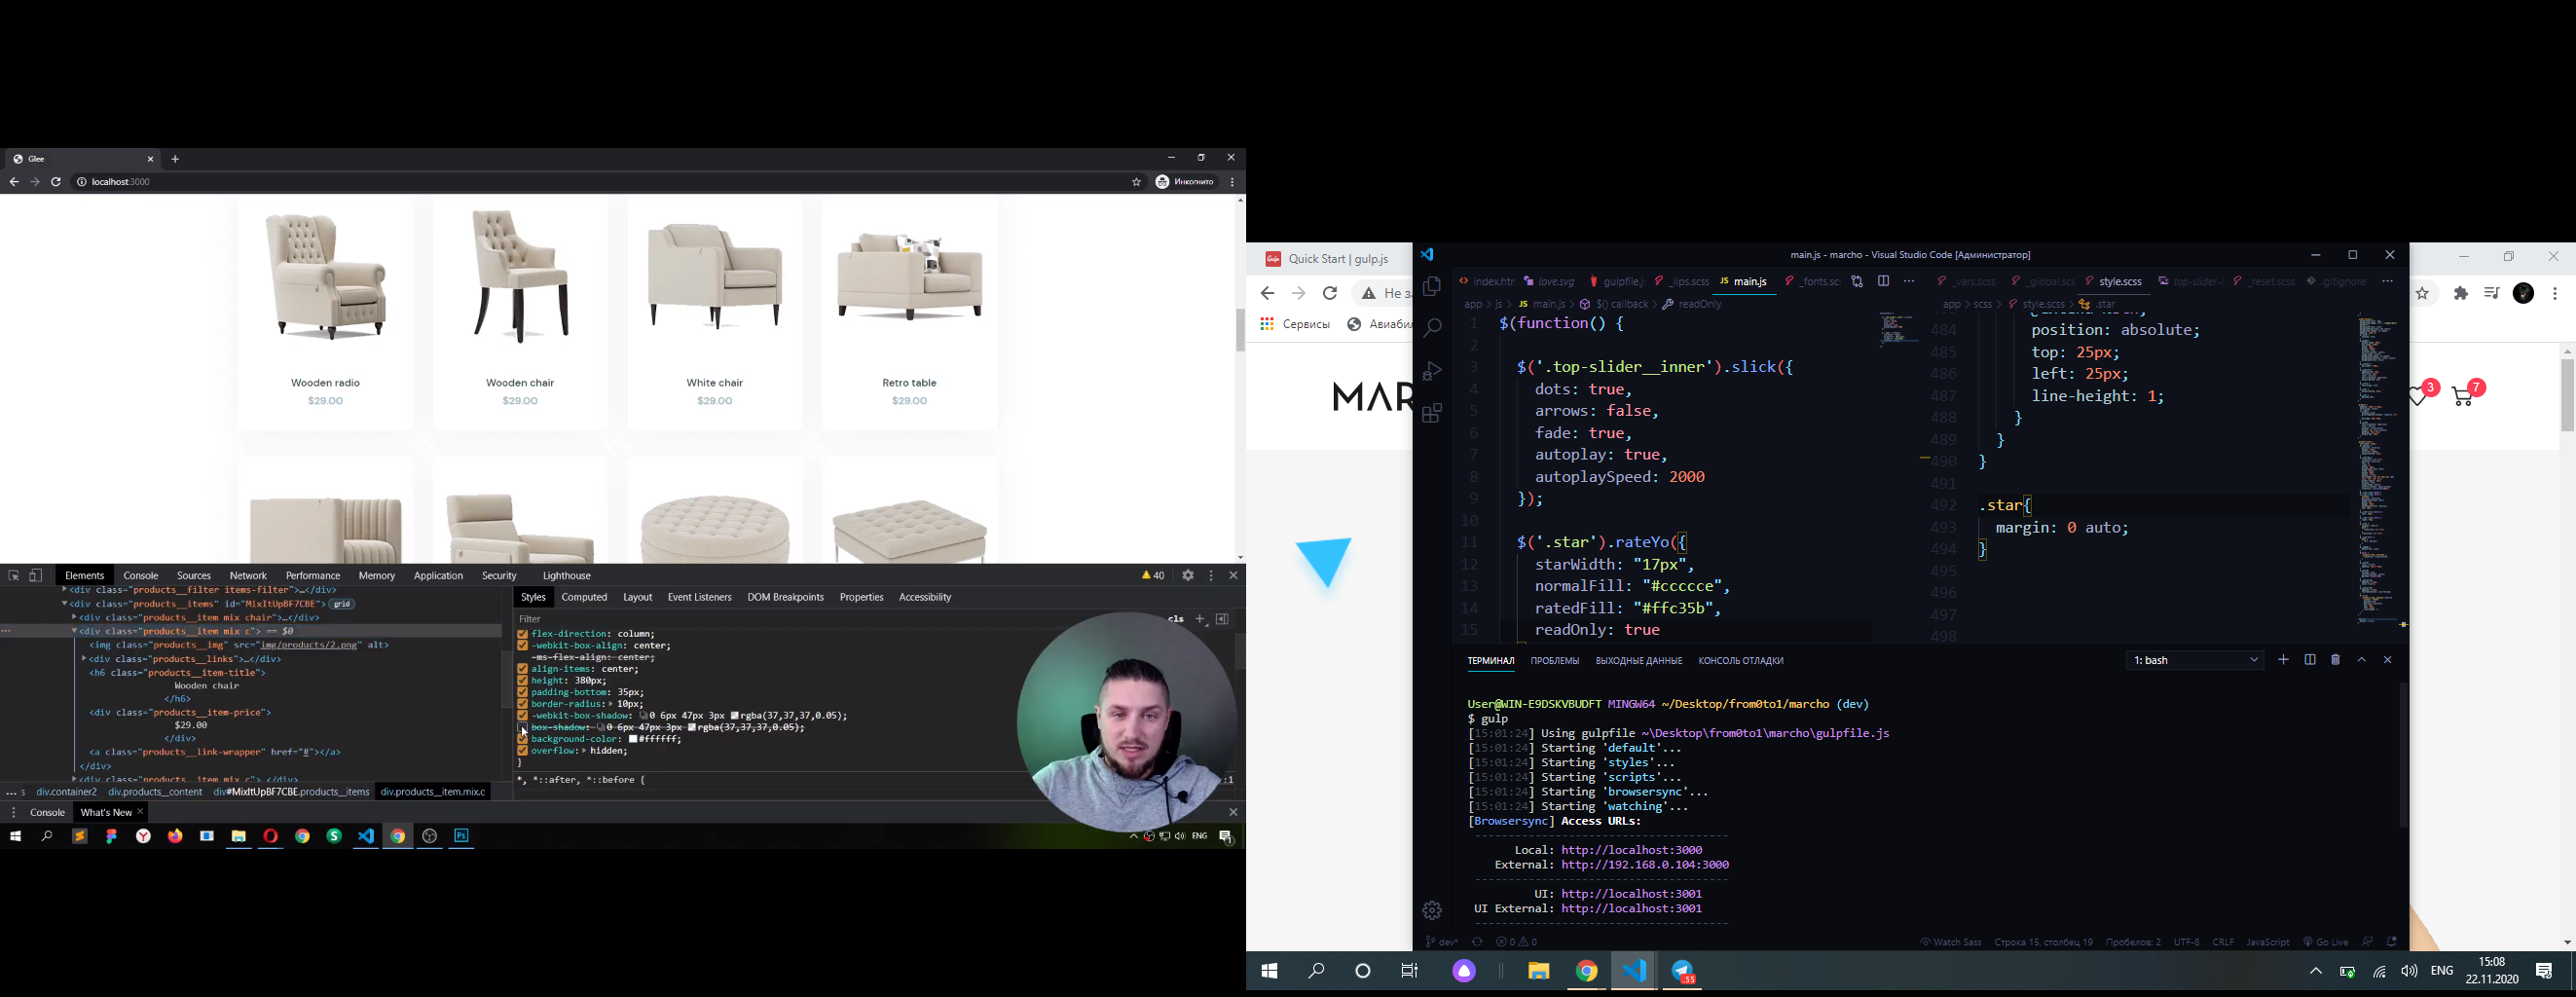 Glee
localhost:3000
Инкогнито
Wooden radio
$29.00
Wooden chair
$29.00
White chair
$29.00
Retro table
$29.00
Elements Console Sources Network Performance Memory Application Security Lighthouse 40
<div class="products__filter items-filter">…</div>
<div class="products__items" id="MixItUpBF7CBE"> grid
<div class="products__item mix chair">…</div>
<div class="products__item mix c"> == $0
<img class="products__img" src="img/products/2.png" alt>
<div class="products__links">…</div>
<h6 class="products__item-title">
Wooden chair
</h6>
<div class="products__item-price">
$29.00
</div>
<a class="products__link-wrapper" href="#"></a>
</div>
<div class="products__item mix c">…</div>
... s div.container2 div.products__content div#MixItUpBF7CBE.products__items div.products__item.mix.c
Styles Computed Layout Event Listeners DOM Breakpoints Properties Accessibility
Filter
.cls
flex-direction: column;
-webkit-box-align: center;
-ms-flex-align: center;
align-items: center;
height: 380px;
padding-bottom: 35px;
border-radius: 10px;
-webkit-box-shadow: 0 6px 47px 3px rgba(37,37,37,0.05);
box-shadow: 0 6px 47px 3px rgba(37,37,37,0.05);
background-color: #ffffff;
overflow: hidden;
}
*, *::after, *::before {
:1
Console What's New
ENG
Quick Start | gulp.js
Не з
Сервисы Авиабил
MAR
3
7
main.js - marcho - Visual Studio Code [Администратор]
index.htm love.svg gulpfile.j _lips.scss JS main.js _fonts.sc
app > js > JS main.js > $() callback > readOnly
1 $(function() {
2
3 $('.top-slider__inner').slick({
4 dots: true,
5 arrows: false,
6 fade: true,
7 autoplay: true,
8 autoplaySpeed: 2000
9 });
10
11 $('.star').rateYo({
12 starWidth: "17px",
13 normalFill: "#ccccce",
14 ratedFill: "#ffc35b",
15 readOnly: true
_vars.scss _global.scs style.scss top-slider- _reset.scss .gitignore
app > scss > style.scss > .star
484 position: absolute;
485 top: 25px;
486 left: 25px;
487 line-height: 1;
488 }
489 }
490 }
491
492 .star{
493 margin: 0 auto;
494 }
495
496
497
498
ТЕРМИНАЛ ПРОБЛЕМЫ ВЫХОДНЫЕ ДАННЫЕ КОНСОЛЬ ОТЛАДКИ 1: bash
User@WIN-E9DSKVBUDFT MINGW64 ~/Desktop/from0to1/marcho (dev)
$ gulp
[15:01:24] Using gulpfile ~\Desktop\from0to1\marcho\gulpfile.js
[15:01:24] Starting 'default'...
[15:01:24] Starting 'styles'...
[15:01:24] Starting 'scripts'...
[15:01:24] Starting 'browsersync'...
[15:01:24] Starting 'watching'...
[Browsersync] Access URLs:
Local: http://localhost:3000
External: http://192.168.0.104:3000
UI: http://localhost:3001
UI External: http://localhost:3001
dev* 0 0 Watch Sass Строка 15, столбец 19 Пробелов: 2 UTF-8 CRLF JavaScript Go Live
55
ENG
15:08
22.11.2020